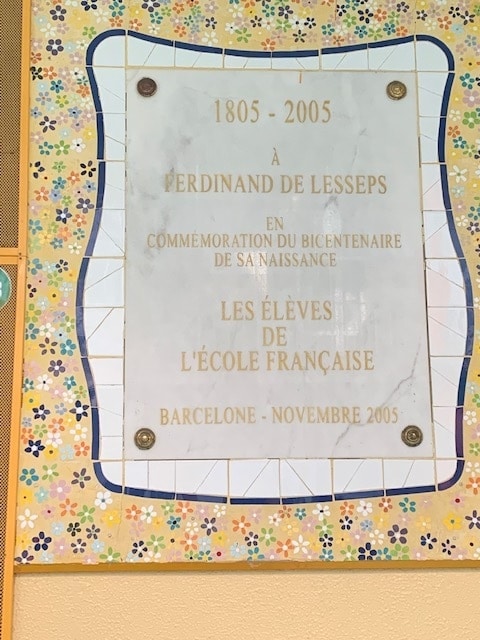 1805 - 2005
À
FERDINAND DE LESSEPS
EN
COMMÉMORATION DU BICENTENAIRE
DE SA NAISSANCE
LES ÉLÈVES
DE
L'ÉCOLE FRANÇAISE
BARCELONE - NOVEMBRE 2005